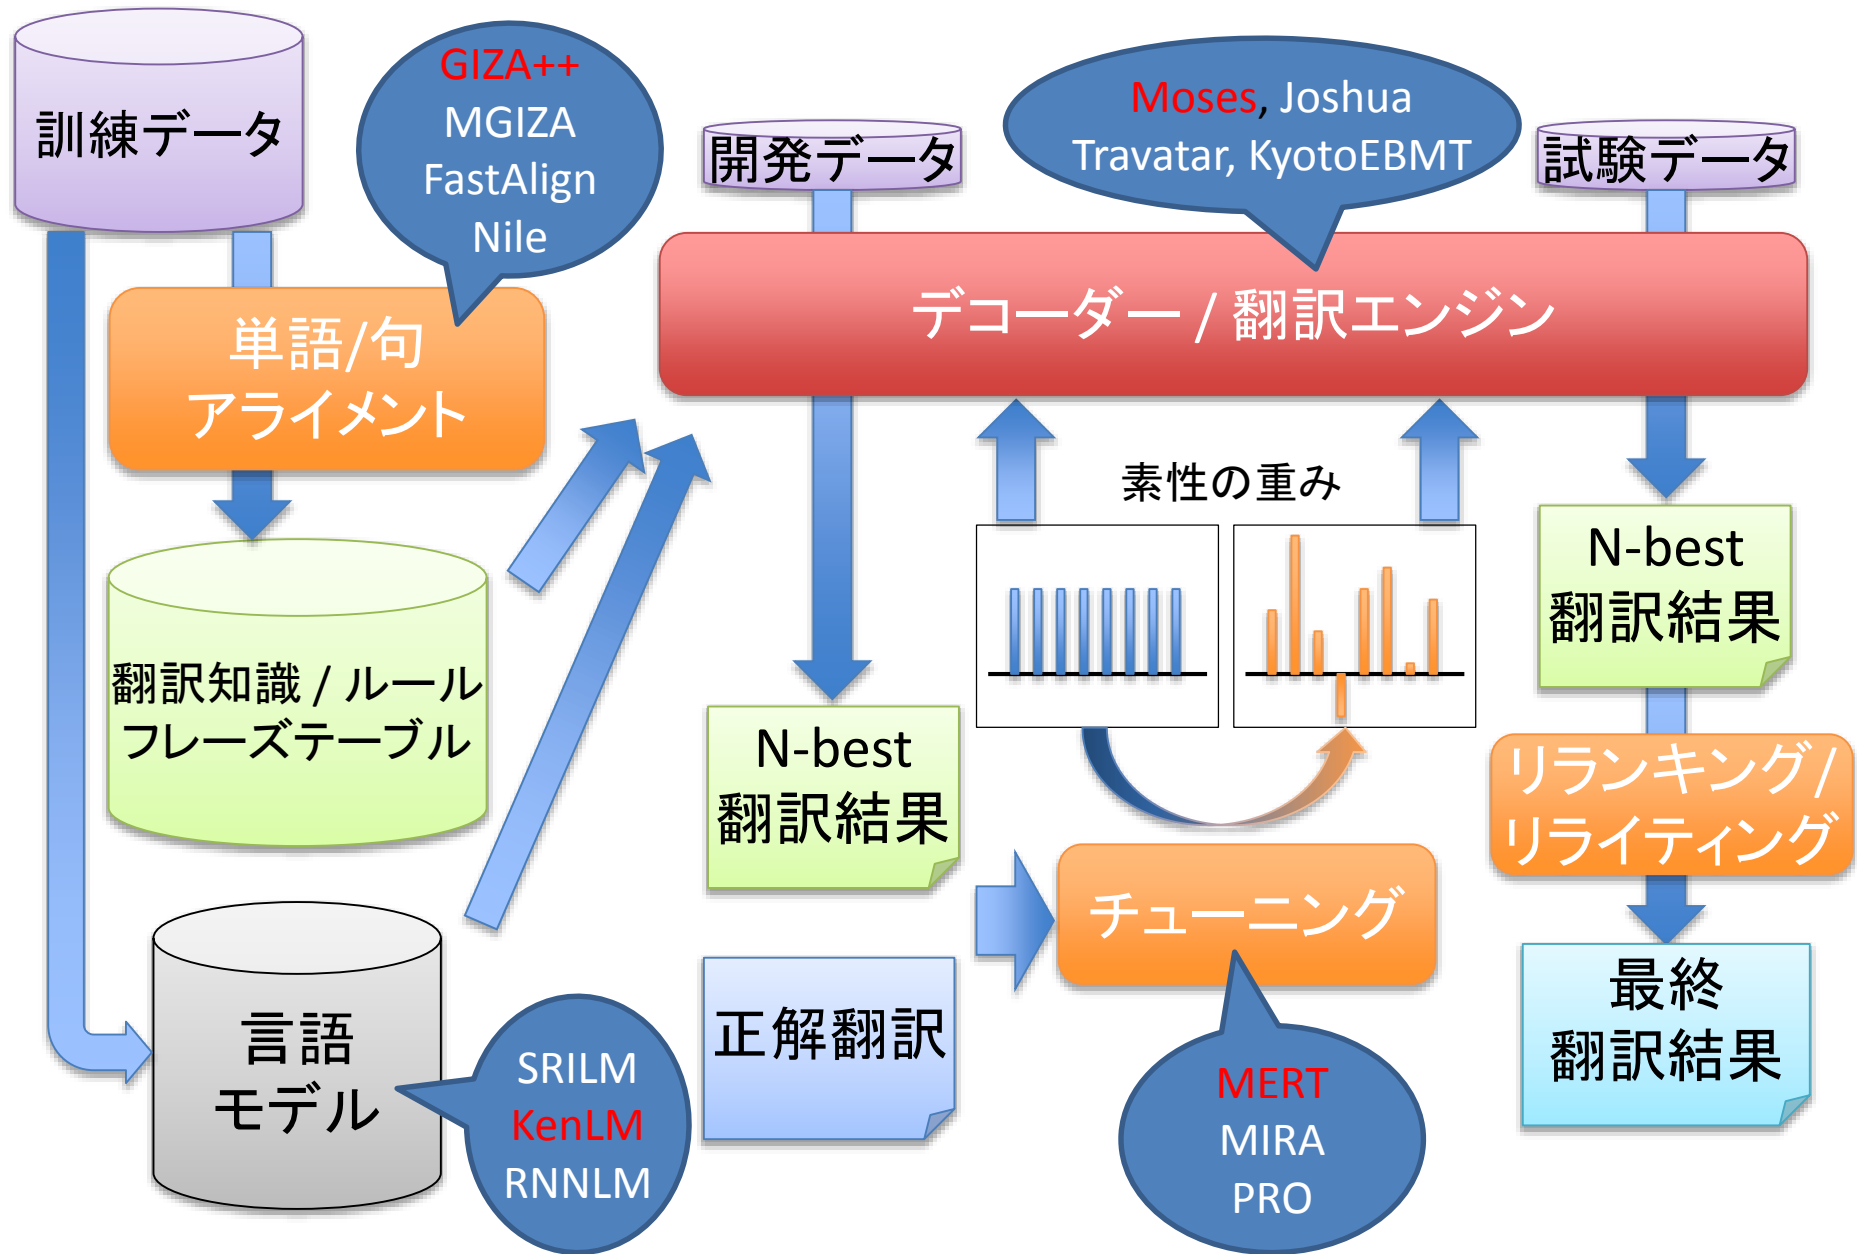 訓練データ
GIZA++
MGIZA
FastAlign
Nile
開発データ
Moses, Joshua
Travatar, KyotoEBMT
試験データ
単語/句
アライメント
デコーダー / 翻訳エンジン
素性の重み
翻訳知識 / ルール
フレーズテーブル
N-best
翻訳結果
N-best
翻訳結果
リランキング/
リライティング
チューニング
言語
モデル
SRILM
KenLM
RNNLM
正解翻訳
MERT
MIRA
PRO
最終
翻訳結果